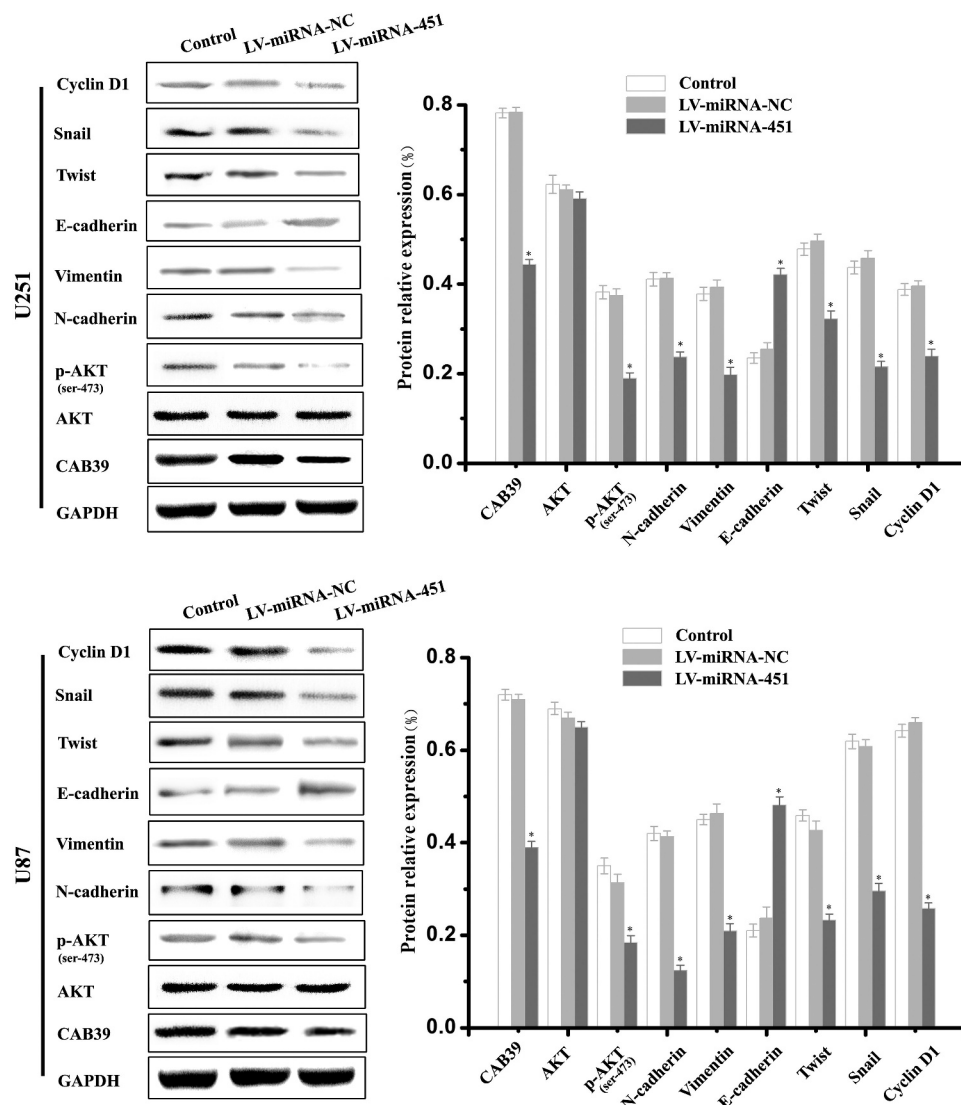 Control LV-miRNA-NC LV-miRNA-451
U251
Cyclin D1
Snail
Twist
E-cadherin
Vimentin
N-cadherin
p-AKT
(ser-473)
AKT
CAB39
GAPDH
Protein relative expression(%)
Control
LV-miRNA-NC
LV-miRNA-451
0.8
0.6
0.4
0.2
0.0
* * * * * * * *
CAB39
AKT
p-AKT
(ser-473)
N-cadherin
Vimentin
E-cadherin
Twist
Snail
Cyclin D1
Control LV-miRNA-NC LV-miRNA-451
U87
Cyclin D1
Snail
Twist
E-cadherin
Vimentin
N-cadherin
p-AKT
(ser-473)
AKT
CAB39
GAPDH
Protein relative expression(%)
Control
LV-miRNA-NC
LV-miRNA-451
0.8
0.6
0.4
0.2
0.0
* * * * * * * *
CAB39
AKT
p-AKT
(ser-473)
N-cadherin
Vimentin
E-cadherin
Twist
Snail
Cyclin D1